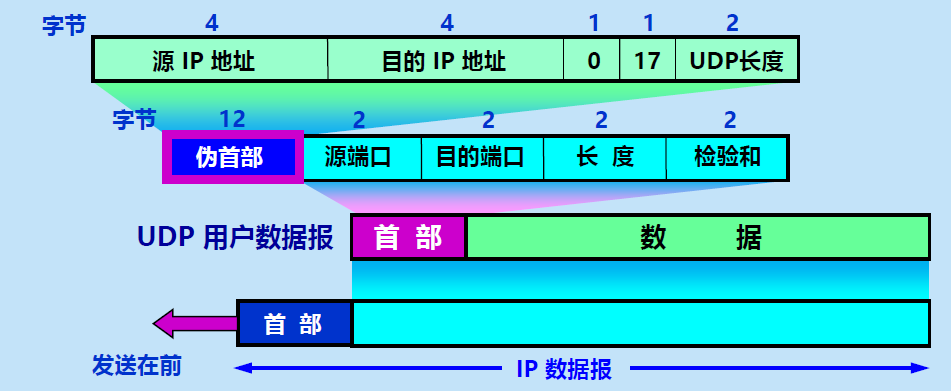 字节 4 4 1 1 2
源 IP 地址 目的 IP 地址 0 17 UDP长度
字节 12 2 2 2 2
伪首部 源端口 目的端口 长 度 检验和
UDP 用户数据报 首 部 数 据
首 部
发送在前 IP 数据报